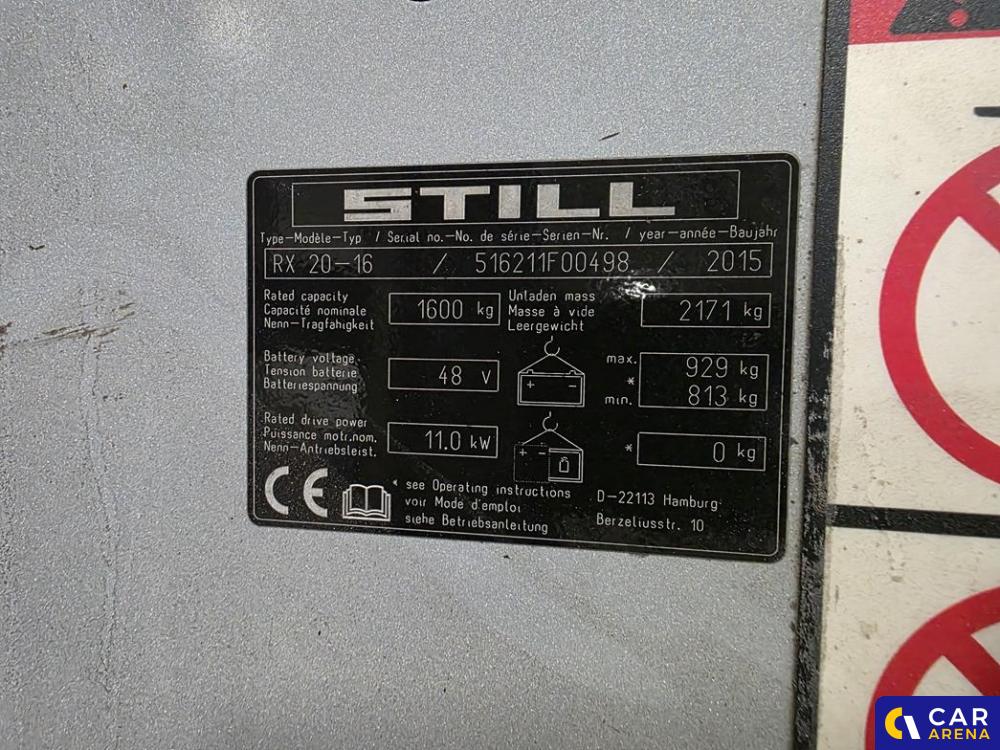 STILL
Type-Modèle-Typ / Serial no.-No. de série-Serien-Nr. / year-année-Baujahr
RX 20-16 / 516211F00498 / 2015
Rated capacity
Capacité nominale
Nenn-Tragfähigkeit
1600 kg
Unladen mass
Masse à vide
Leergewicht
2171 kg
Battery voltage
Tension batterie
Batteriespannung
48 V
+ -
max. 929 kg
*
min. 813 kg
Rated drive power
Puissance motr.nom.
Nenn-Antriebsleist.
11.0 kW
+ -
* 0 kg
CE
* see Operating instructions
voir Mode d'emploi
siehe Betriebsanleitung
D-22113 Hamburg
Berzeliusstr. 10
CAR
ARENA